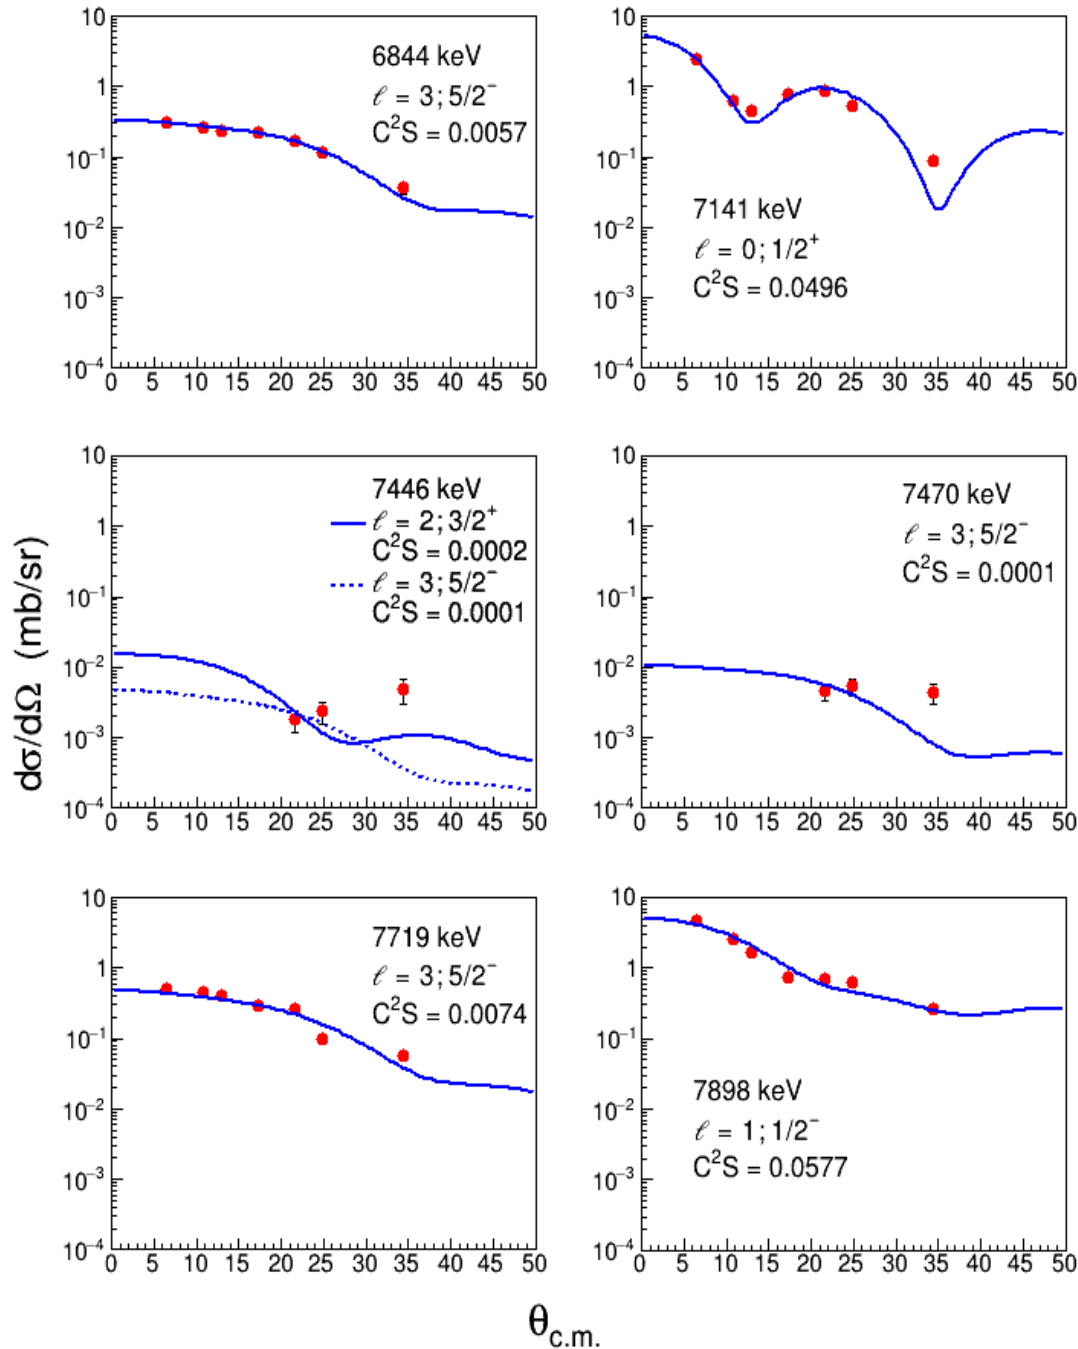 10
1
10⁻¹
10⁻²
10⁻³
10⁻⁴
0 5 10 15 20 25 30 35 40 45 50
6844 keV
ℓ = 3; 5/2⁻
C²S = 0.0057
10
1
10⁻¹
10⁻²
10⁻³
10⁻⁴
0 5 10 15 20 25 30 35 40 45 50
7141 keV
ℓ = 0; 1/2⁺
C²S = 0.0496
dσ/dΩ (mb/sr)
10
1
10⁻¹
10⁻²
10⁻³
10⁻⁴
0 5 10 15 20 25 30 35 40 45 50
7446 keV
ℓ = 2; 3/2⁺
C²S = 0.0002
ℓ = 3; 5/2⁻
C²S = 0.0001
10
1
10⁻¹
10⁻²
10⁻³
10⁻⁴
0 5 10 15 20 25 30 35 40 45 50
7470 keV
ℓ = 3; 5/2⁻
C²S = 0.0001
10
1
10⁻¹
10⁻²
10⁻³
10⁻⁴
0 5 10 15 20 25 30 35 40 45 50
7719 keV
ℓ = 3; 5/2⁻
C²S = 0.0074
10
1
10⁻¹
10⁻²
10⁻³
10⁻⁴
0 5 10 15 20 25 30 35 40 45 50
7898 keV
ℓ = 1; 1/2⁻
C²S = 0.0577
θc.m.